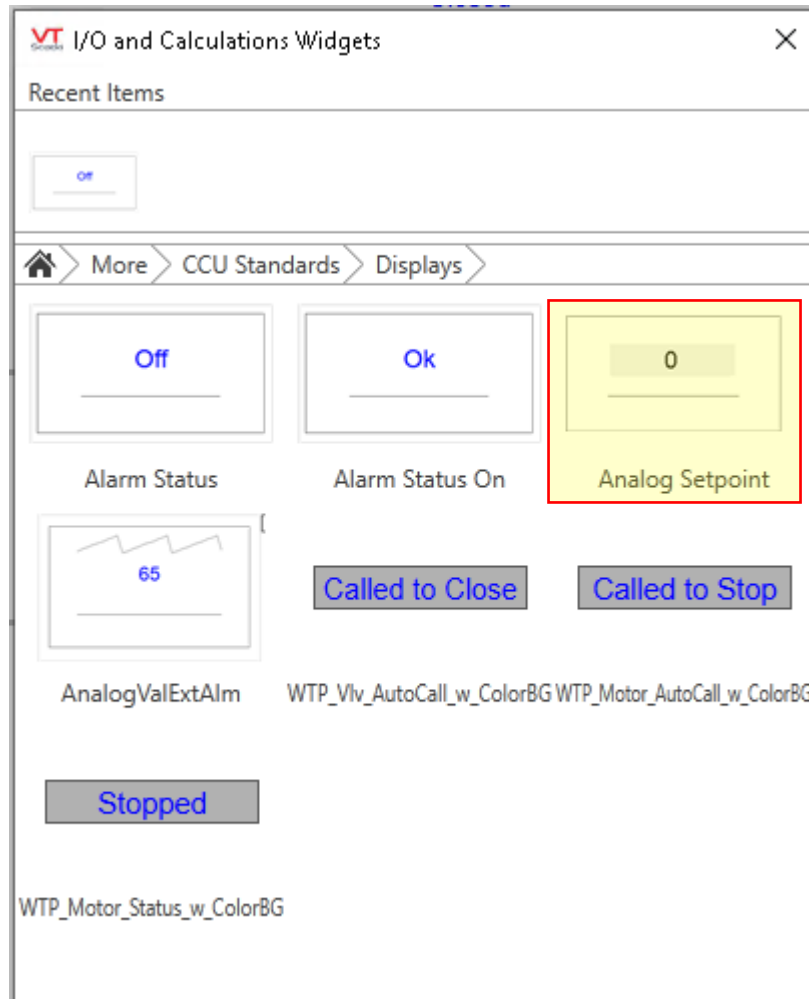 VT Scada I/O and Calculations Widgets
Recent Items
Off
More CCU Standards Displays
Off Ok 0
Alarm Status Alarm Status On Analog Setpoint
65 Called to Close Called to Stop
AnalogValExtAlm WTP_Vlv_AutoCall_w_ColorBG WTP_Motor_AutoCall_w_ColorBG
Stopped
WTP_Motor_Status_w_ColorBG